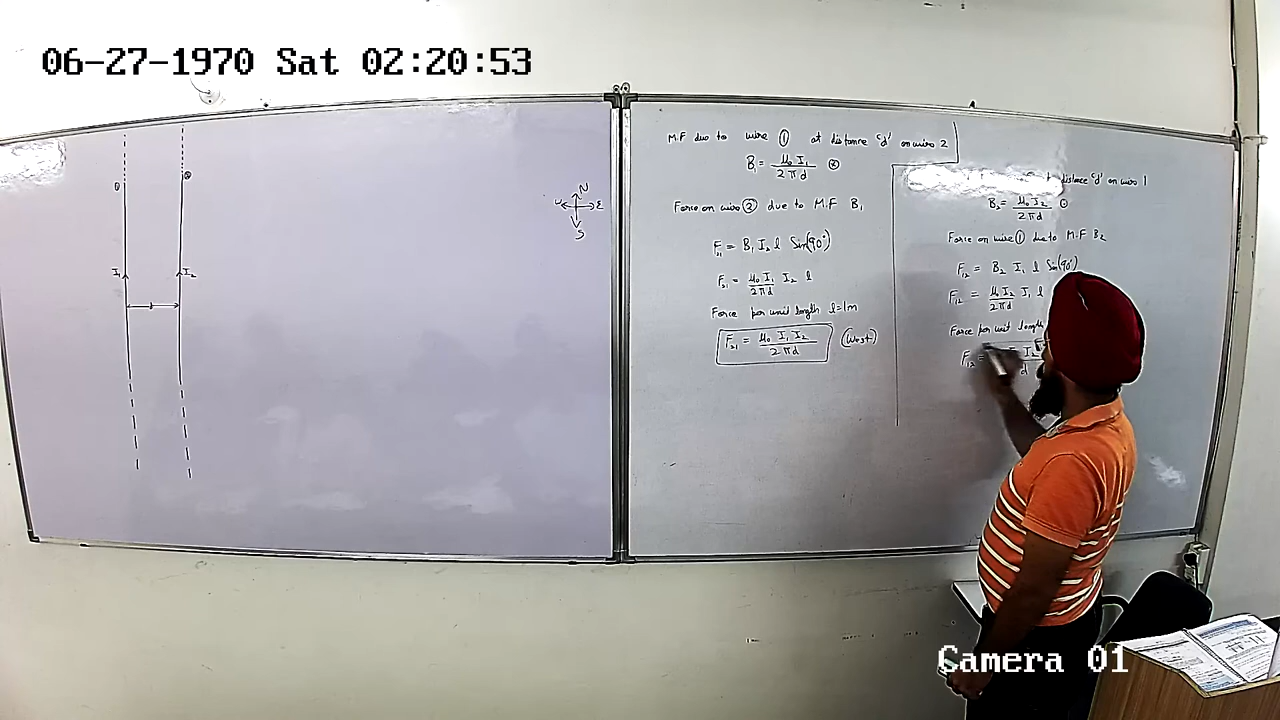 06-27-1970 Sat 02:20:53
① ②
N
W E
S
I₁ I₂
d
M.F due to wire ① at distance 'd' on wire 2
B₁ = μ₀ I₁ / 2πd ⊗
Force on wire ② due to M.F B₁
F₂₁ = B₁ I₂ l Sin(90°)
F₂₁ = μ₀ I₁ / 2πd I₂ l
Force per unit length l=1m
F₂₁ = μ₀ I₁ I₂ / 2πd (West)
distance 'd' on wire 1
B₂ = μ₀ I₂ / 2πd ⊙
Force on wire ① due to M.F B₂
F₁₂ = B₂ I₁ l Sin(90°)
F₁₂ = μ₀ I₂ / 2πd I₁ l
Force per unit length
F₁₂ = I₂ / d
Camera 01